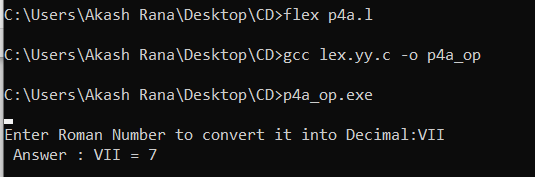 C:\Users\Akash Rana\Desktop\CD>flex p4a.l
C:\Users\Akash Rana\Desktop\CD>gcc lex.yy.c -o p4a_op
C:\Users\Akash Rana\Desktop\CD>p4a_op.exe
Enter Roman Number to convert it into Decimal:VII
Answer : VII = 7